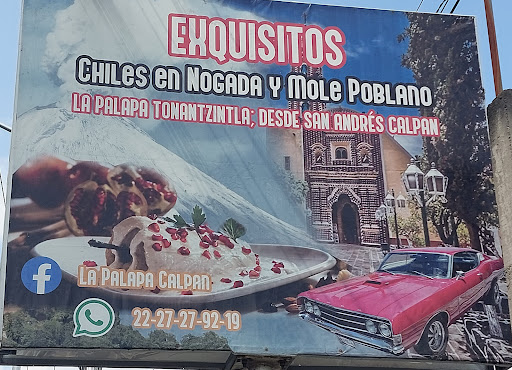 EXQUISITOS
CHILES EN NOGADA Y MOLE POBLANO
LA PALAPA TONANTZINTLA; DESDE SAN ANDRÉS CALPAN
LA PALAPA CALPAN
22-27-27-92-19